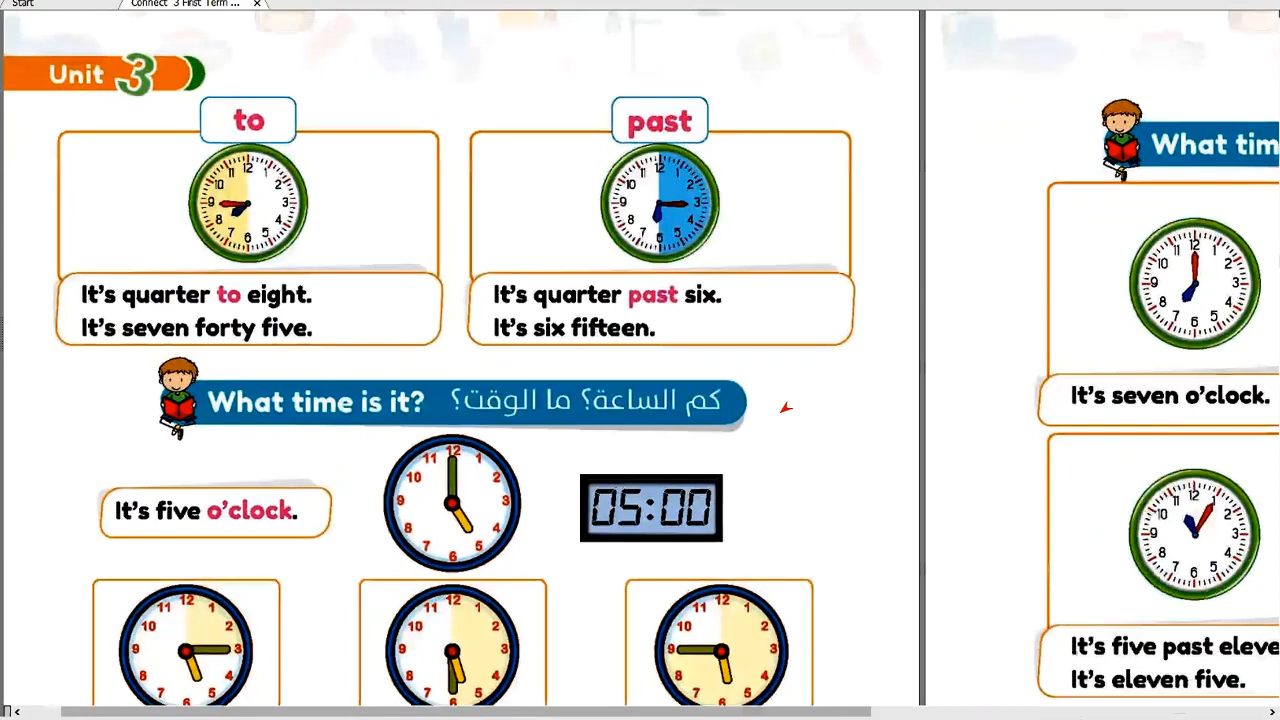 Start
Connect 3 First Term ...
Unit 3
to
past
It's quarter to eight.
It's seven forty five.
It's quarter past six.
It's six fifteen.
What time is it? كم الساعة؟ ما الوقت؟
It's five o'clock.
05:00
What tim
It's seven o'clock.
It's five past eleve
It's eleven five.